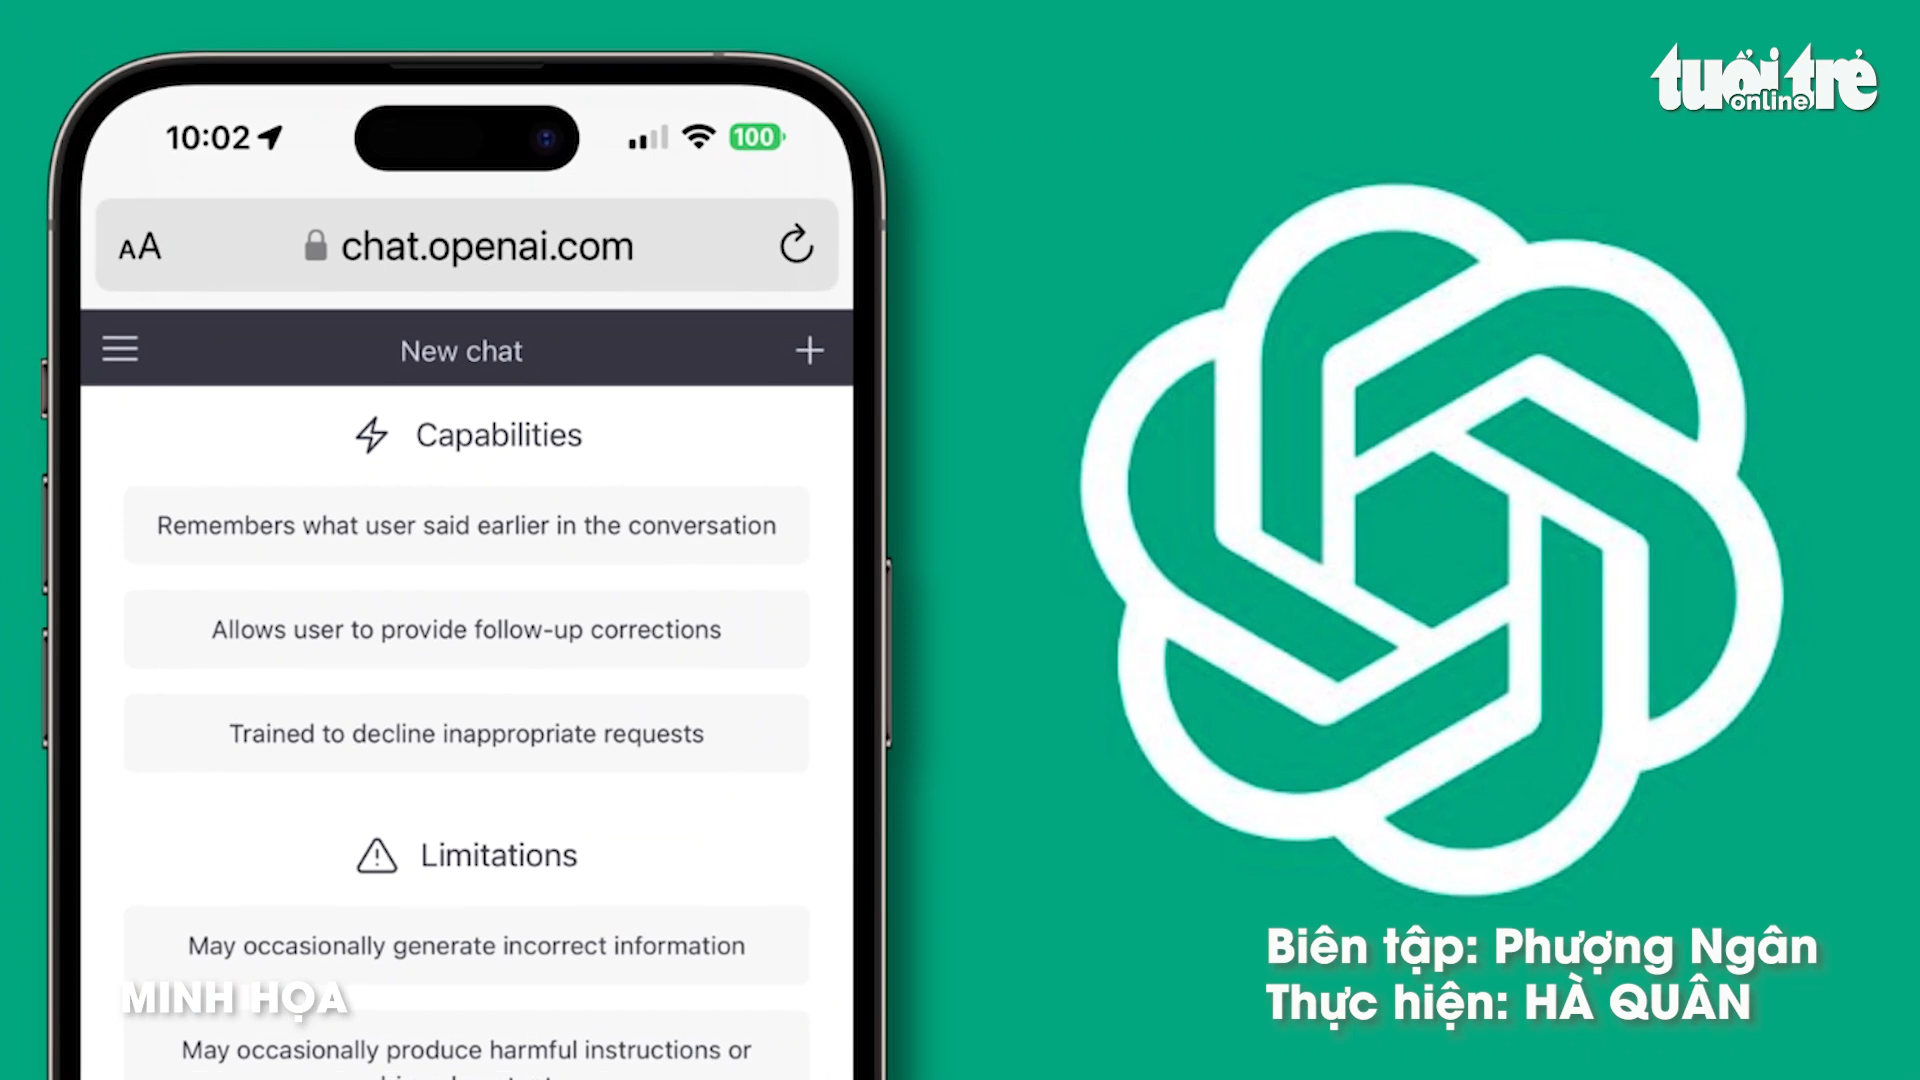 10:02
100
AA
chat.openai.com
New chat
Capabilities
Remembers what user said earlier in the conversation
Allows user to provide follow-up corrections
Trained to decline inappropriate requests
Limitations
May occasionally generate incorrect information
MINH HỌA
May occasionally produce harmful instructions or
tuổi trẻ
online
Biên tập: Phượng Ngân
Thực hiện: HÀ QUÂN